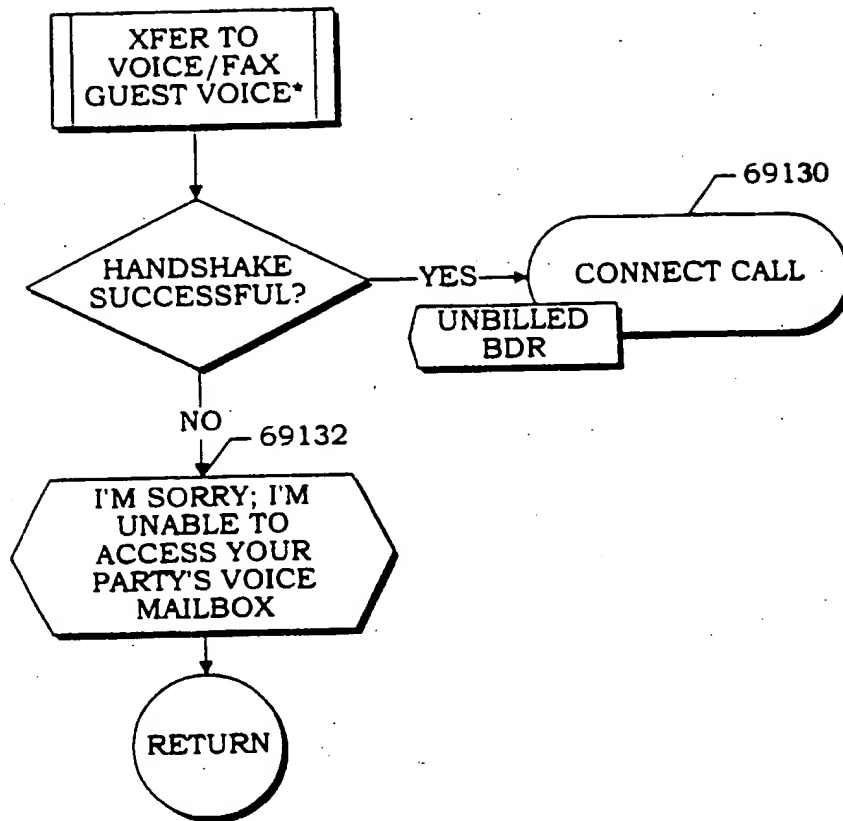 XFER TO
VOICE/FAX
GUEST VOICE*
69130
HANDSHAKE
SUCCESSFUL?
YES
CONNECT CALL
UNBILLED
BDR
NO
69132
I'M SORRY; I'M
UNABLE TO
ACCESS YOUR
PARTY'S VOICE
MAILBOX
RETURN